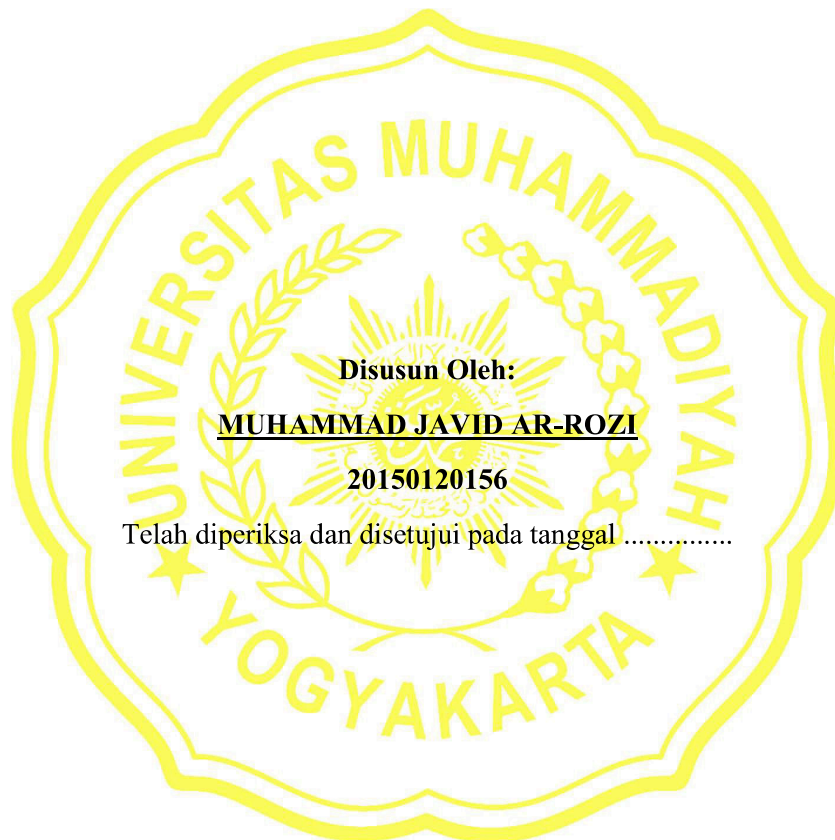 UNIVERSITAS MUHAMMADIYAH
Disusun Oleh:
MUHAMMAD JAVID AR-ROZI
20150120156
Telah diperiksa dan disetujui pada tanggal ...............
YOGYAKARTA